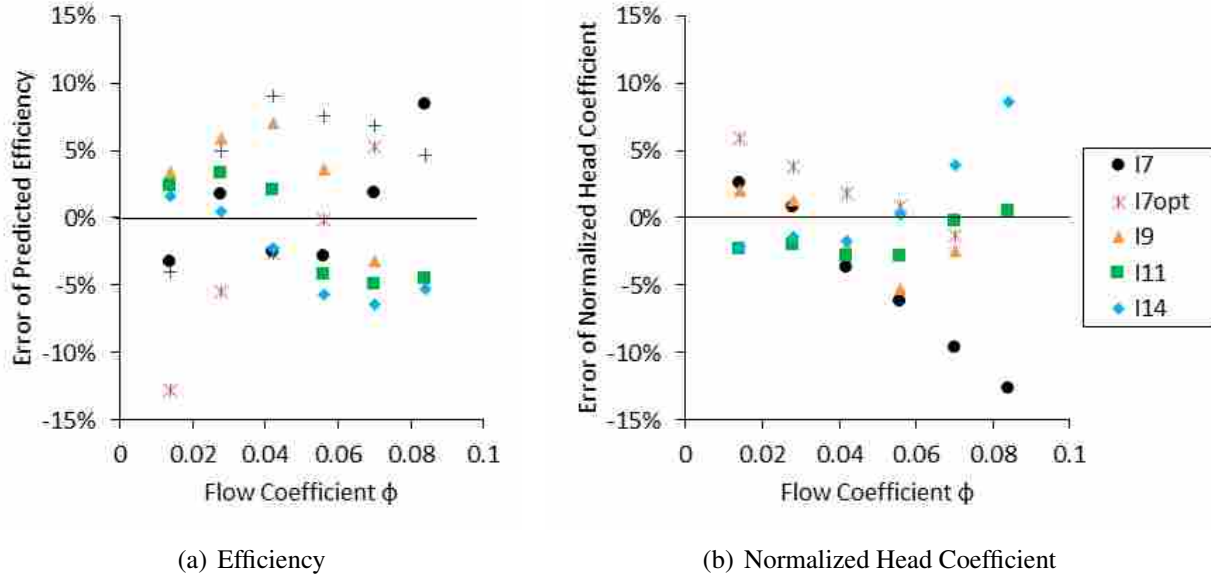 15%
10%
5%
0%
-5%
-10%
-15%
Error of Predicted Efficiency
0 0.02 0.04 0.06 0.08 0.1
Flow Coefficient ϕ
(a) Efficiency
15%
10%
5%
0%
-5%
-10%
-15%
Error of Normalized Head Coefficient
0 0.02 0.04 0.06 0.08 0.1
Flow Coefficient ϕ
(b) Normalized Head Coefficient
I7
I7opt
I9
I11
I14